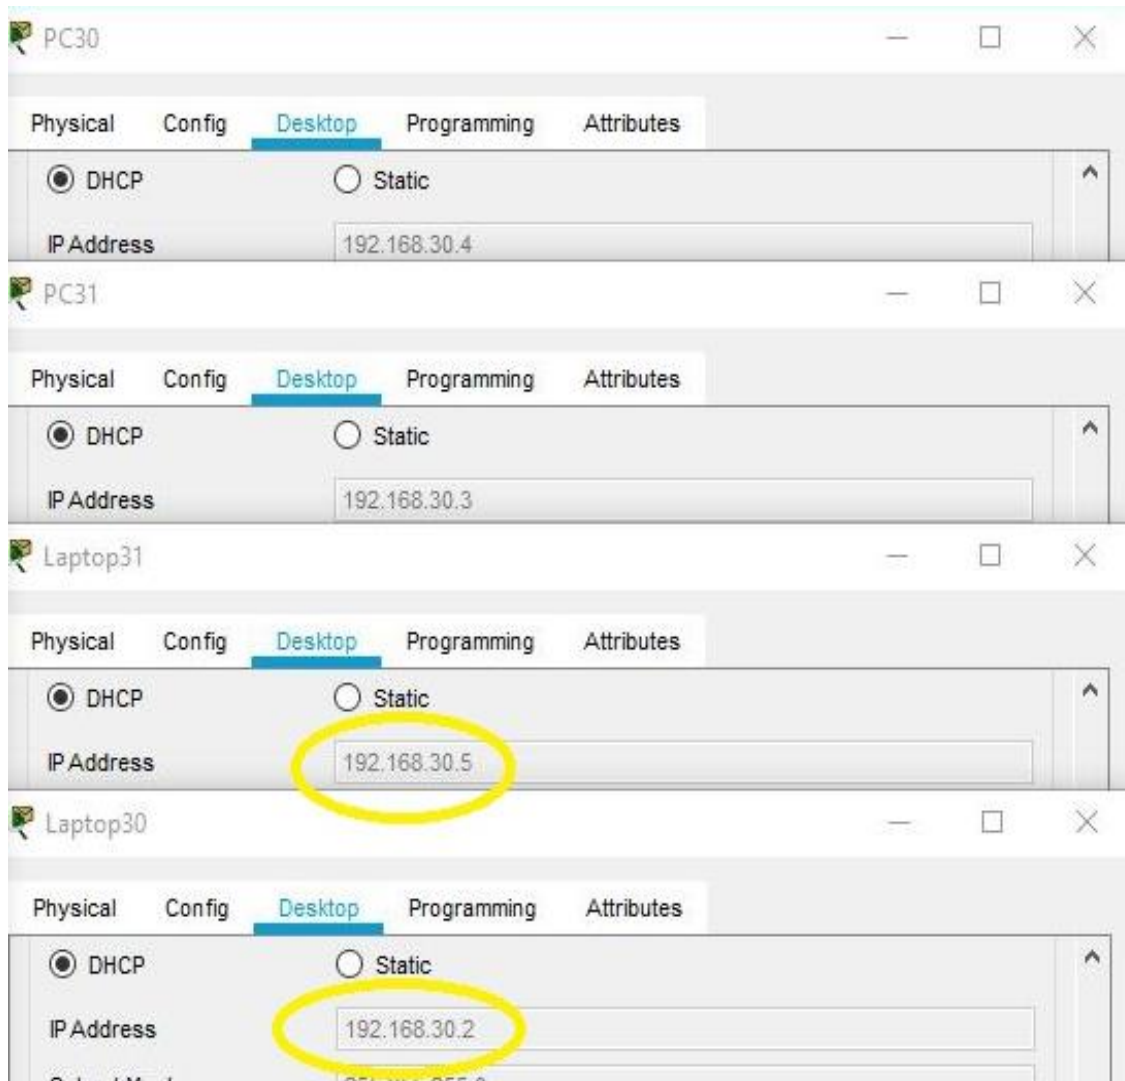 PC30
Physical Config Desktop Programming Attributes
DHCP Static
IP Address 192.168.30.4
PC31
Physical Config Desktop Programming Attributes
DHCP Static
IP Address 192.168.30.3
Laptop31
Physical Config Desktop Programming Attributes
DHCP Static
IP Address 192.168.30.5
Laptop30
Physical Config Desktop Programming Attributes
DHCP Static
IP Address 192.168.30.2